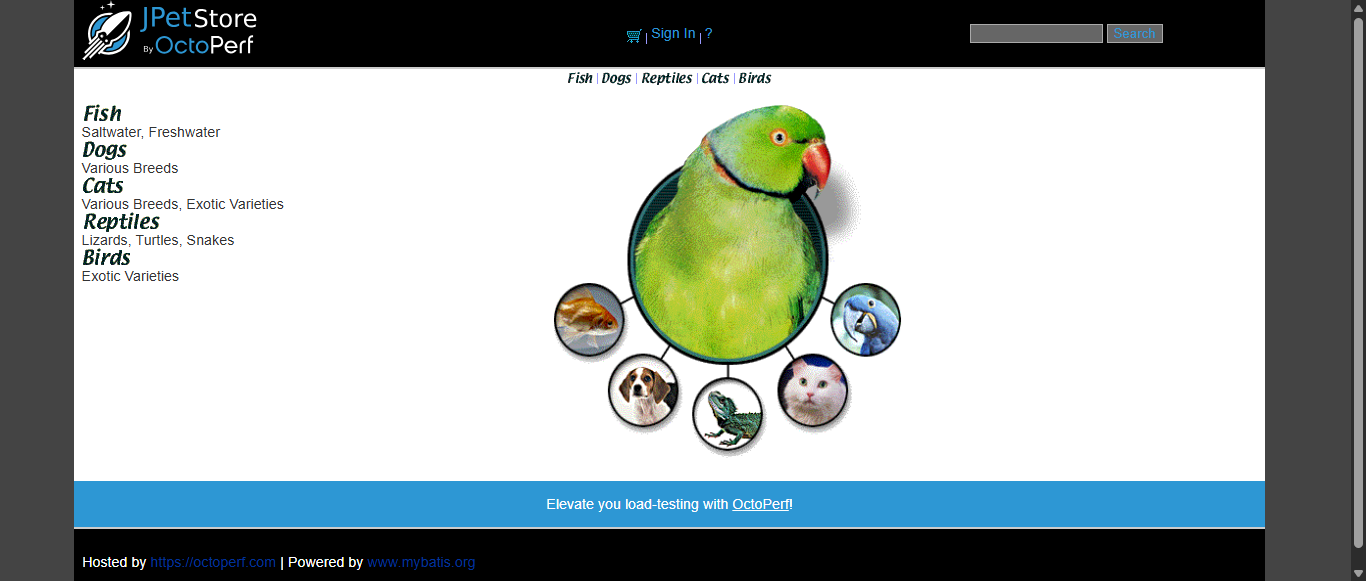 JPetStore
By OctoPerf
Sign In | ?
Search
Fish | Dogs | Reptiles | Cats | Birds
Fish
Saltwater, Freshwater
Dogs
Various Breeds
Cats
Various Breeds, Exotic Varieties
Reptiles
Lizards, Turtles, Snakes
Birds
Exotic Varieties
Elevate you load-testing with OctoPerf!
Hosted by https://octoperf.com | Powered by www.mybatis.org